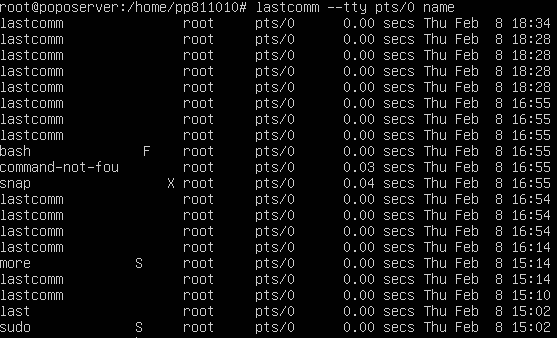 root@poposerver:/home/pp811010# lastcomm --tty pts/0 name
lastcomm root pts/0 0.00 secs Thu Feb 8 18:34
lastcomm root pts/0 0.00 secs Thu Feb 8 18:28
lastcomm root pts/0 0.00 secs Thu Feb 8 18:28
lastcomm root pts/0 0.00 secs Thu Feb 8 18:28
lastcomm root pts/0 0.00 secs Thu Feb 8 18:28
lastcomm root pts/0 0.00 secs Thu Feb 8 16:55
lastcomm root pts/0 0.00 secs Thu Feb 8 16:55
lastcomm root pts/0 0.00 secs Thu Feb 8 16:55
bash F root pts/0 0.00 secs Thu Feb 8 16:55
command-not-fou root pts/0 0.03 secs Thu Feb 8 16:55
snap X root pts/0 0.04 secs Thu Feb 8 16:55
lastcomm root pts/0 0.00 secs Thu Feb 8 16:54
lastcomm root pts/0 0.00 secs Thu Feb 8 16:54
lastcomm root pts/0 0.00 secs Thu Feb 8 16:54
lastcomm root pts/0 0.00 secs Thu Feb 8 16:14
more S root pts/0 0.00 secs Thu Feb 8 15:14
lastcomm root pts/0 0.00 secs Thu Feb 8 15:14
lastcomm root pts/0 0.00 secs Thu Feb 8 15:10
last root pts/0 0.00 secs Thu Feb 8 15:02
sudo S root pts/0 0.00 secs Thu Feb 8 15:02